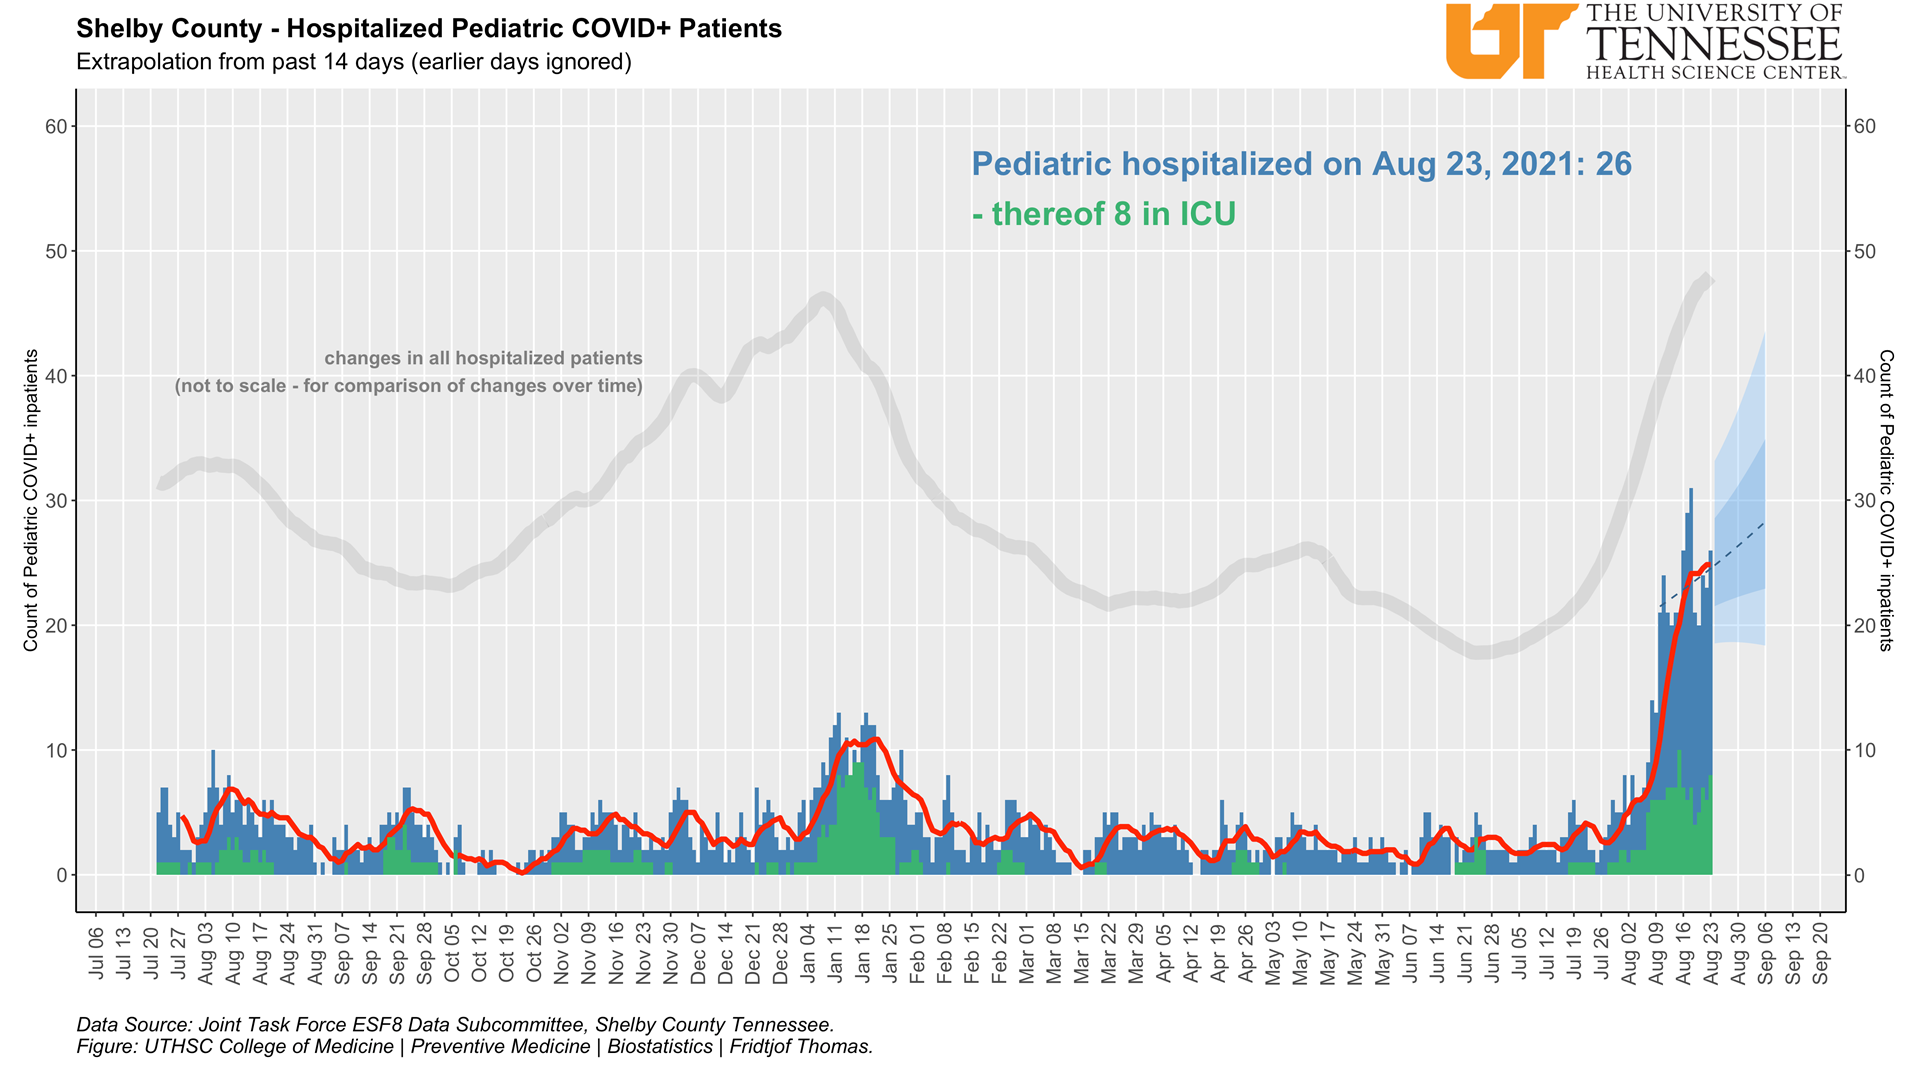 Shelby County - Hospitalized Pediatric COVID+ Patients
Extrapolation from past 14 days (earlier days ignored)
UT
THE UNIVERSITY OF
TENNESSEE
HEALTH SCIENCE CENTER™
Pediatric hospitalized on Aug 23, 2021: 26
- thereof 8 in ICU
changes in all hospitalized patients
(not to scale - for comparison of changes over time)
Count of Pediatric COVID+ inpatients
60
50
40
30
20
10
0
60
50
40
30
20
10
0
Count of Pediatric COVID+ inpatients
Jul 06
Jul 13
Jul 20
Jul 27
Aug 03
Aug 10
Aug 17
Aug 24
Aug 31
Sep 07
Sep 14
Sep 21
Sep 28
Oct 05
Oct 12
Oct 19
Oct 26
Nov 02
Nov 09
Nov 16
Nov 23
Nov 30
Dec 07
Dec 14
Dec 21
Dec 28
Jan 04
Jan 11
Jan 18
Jan 25
Feb 01
Feb 08
Feb 15
Feb 22
Mar 01
Mar 08
Mar 15
Mar 22
Mar 29
Apr 05
Apr 12
Apr 19
Apr 26
May 03
May 10
May 17
May 24
May 31
Jun 07
Jun 14
Jun 21
Jun 28
Jul 05
Jul 12
Jul 19
Jul 26
Aug 02
Aug 09
Aug 16
Aug 23
Aug 30
Sep 06
Sep 13
Sep 20
Data Source: Joint Task Force ESF8 Data Subcommittee, Shelby County Tennessee.
Figure: UTHSC College of Medicine | Preventive Medicine | Biostatistics | Fridtjof Thomas.